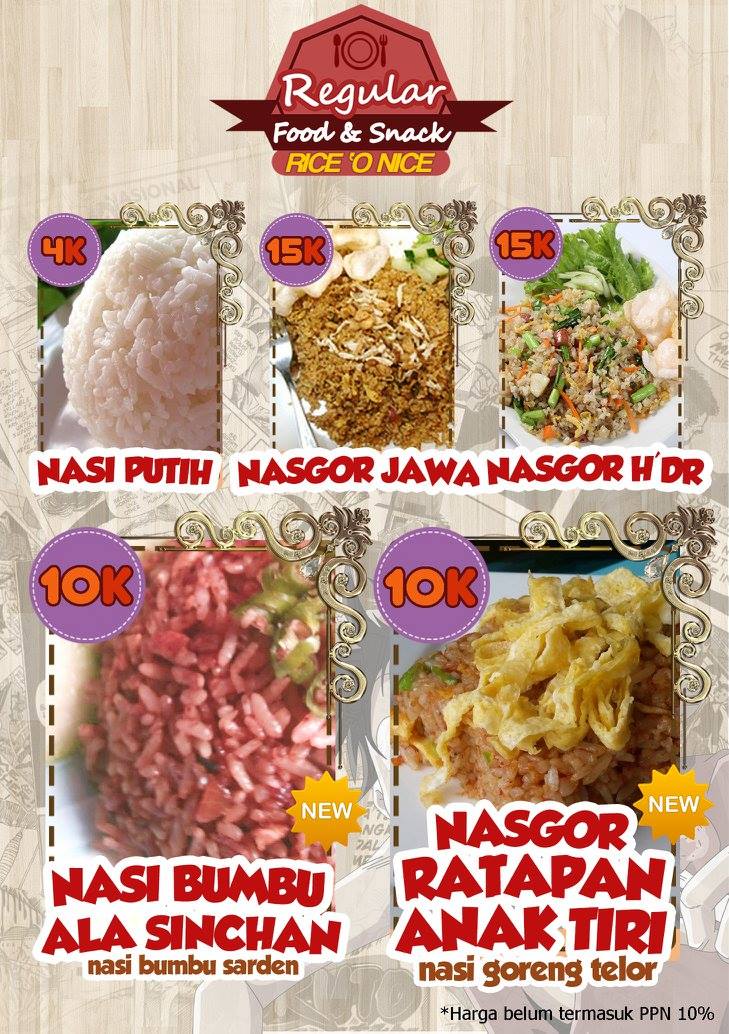 Regular
Food & Snack
RICE 'O NICE
4K
15K
15K
NASI PUTIH
NASGOR JAWA
NASGOR H'DR
10K
10K
NEW
NEW
NASI BUMBU
ALA SINCHAN
nasi bumbu sarden
NASGOR
RATAPAN
ANAK TIRI
nasi goreng telor
*Harga belum termasuk PPN 10%